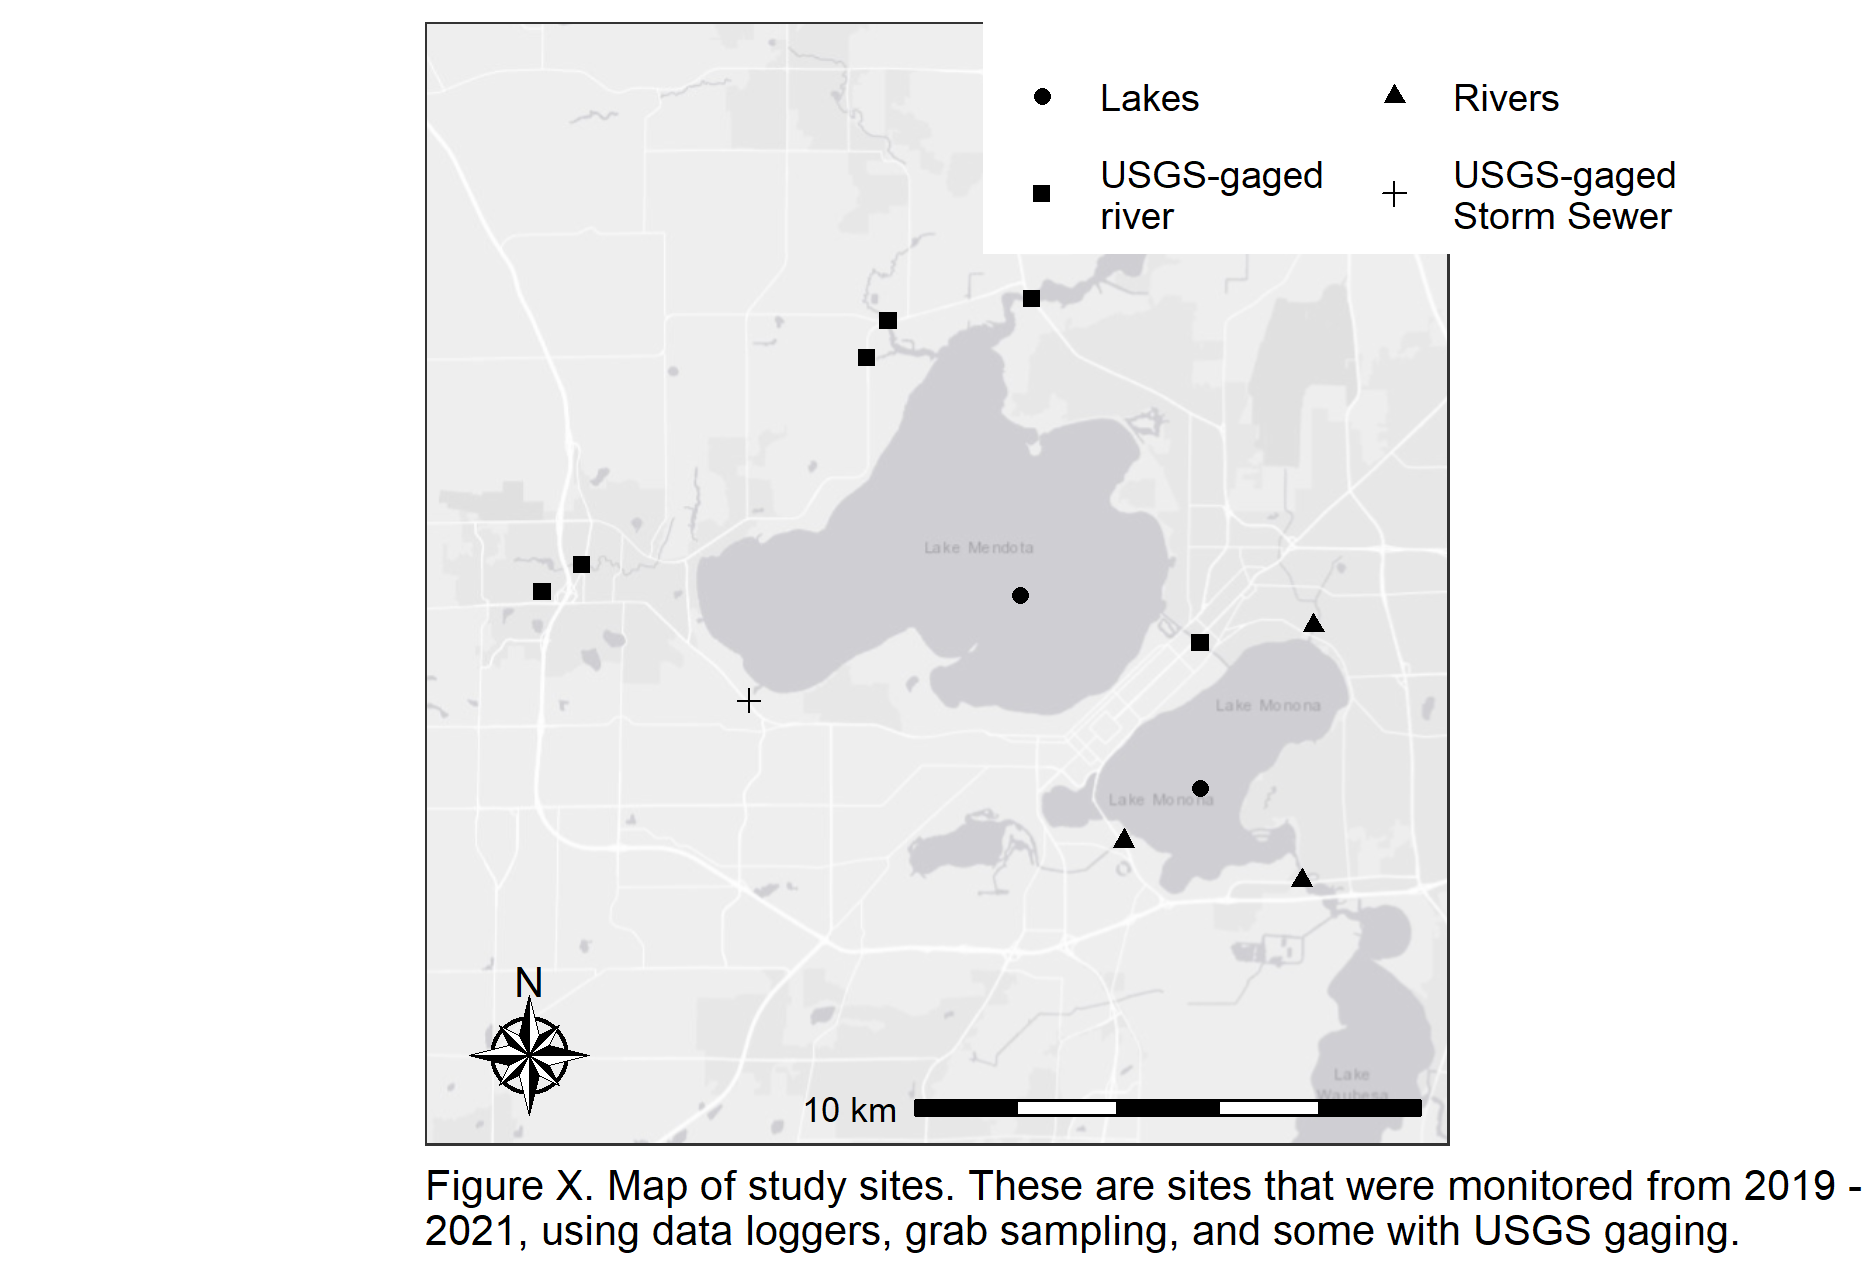 Lakes
Rivers
USGS-gaged
river
USGS-gaged
Storm Sewer
Lake Mendota
Lake Monona
Lake Monona
N
Lake
Waubesa
10 km
Figure X. Map of study sites. These are sites that were monitored from 2019 -
2021, using data loggers, grab sampling, and some with USGS gaging.